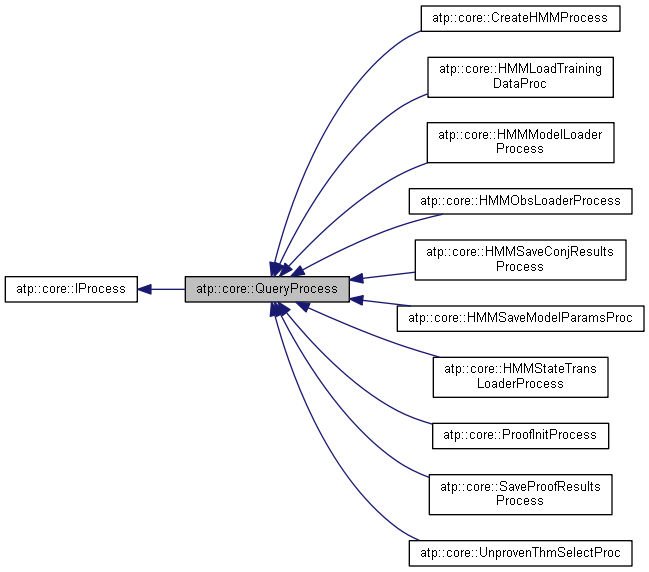 atp::core::CreateHMMProcess
atp::core::HMMLoadTraining
DataProc
atp::core::HMMModelLoader
Process
atp::core::HMMObsLoaderProcess
atp::core::HMMSaveConjResults
Process
atp::core::IProcess
atp::core::QueryProcess
atp::core::HMMSaveModelParamsProc
atp::core::HMMStateTrans
LoaderProcess
atp::core::ProofInitProcess
atp::core::SaveProofResults
Process
atp::core::UnprovenThmSelectProc